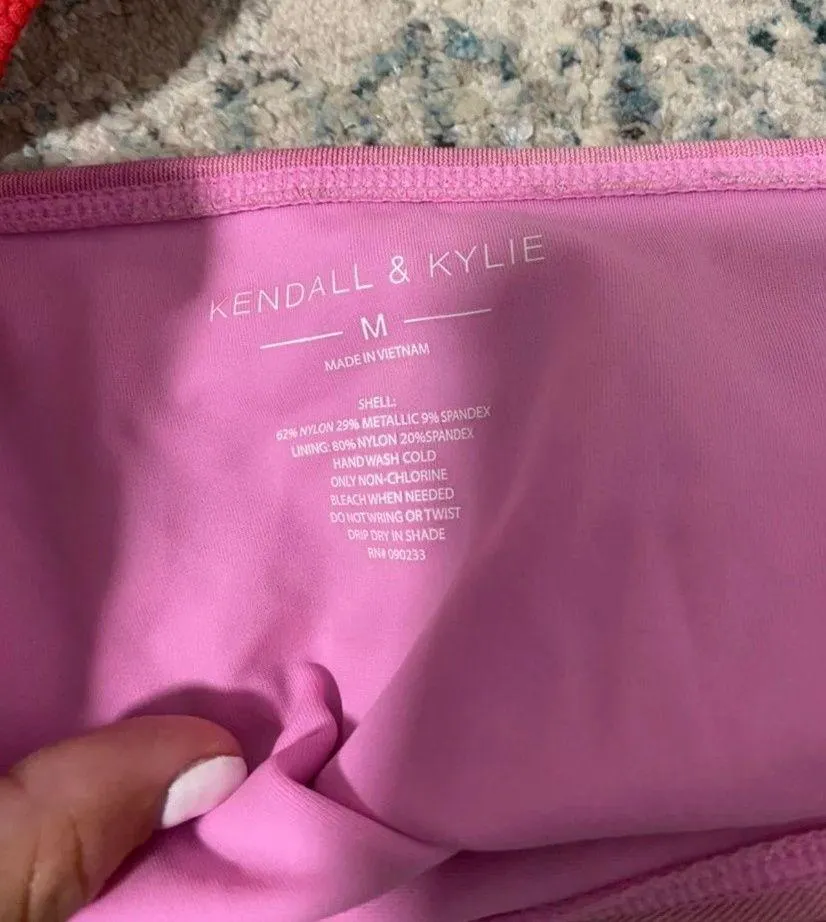 KENDALL & KYLIE
M
MADE IN VIETNAM
SHELL:
62% NYLON 29% METALLIC 9% SPANDEX
LINING: 80% NYLON 20%SPANDEX
HAND WASH COLD
ONLY NON-CHLORINE
BLEACH WHEN NEEDED
DO NOT WRING OR TWIST
DRIP DRY IN SHADE
RN# 090233